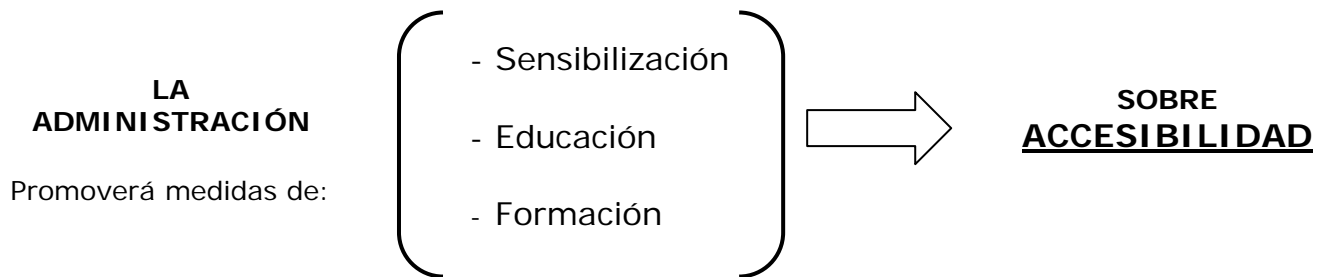 LA
ADMINISTRACIÓN
Promoverá medidas de:
- Sensibilización
- Educación
- Formación
SOBRE
ACCESIBILIDAD